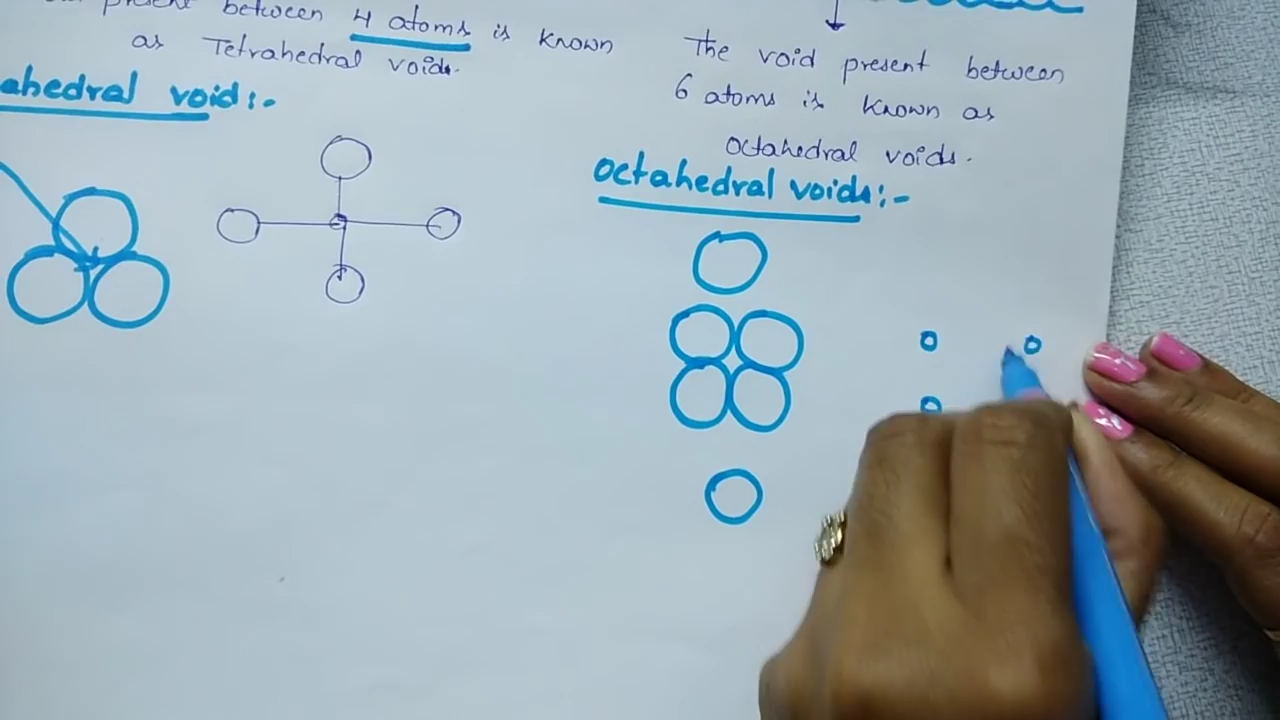 present between 4 atoms is known
as Tetrahedral voids.
ahedral void:-
The void present between
6 atoms is known as
octahedral voids.
octahedral voids:-